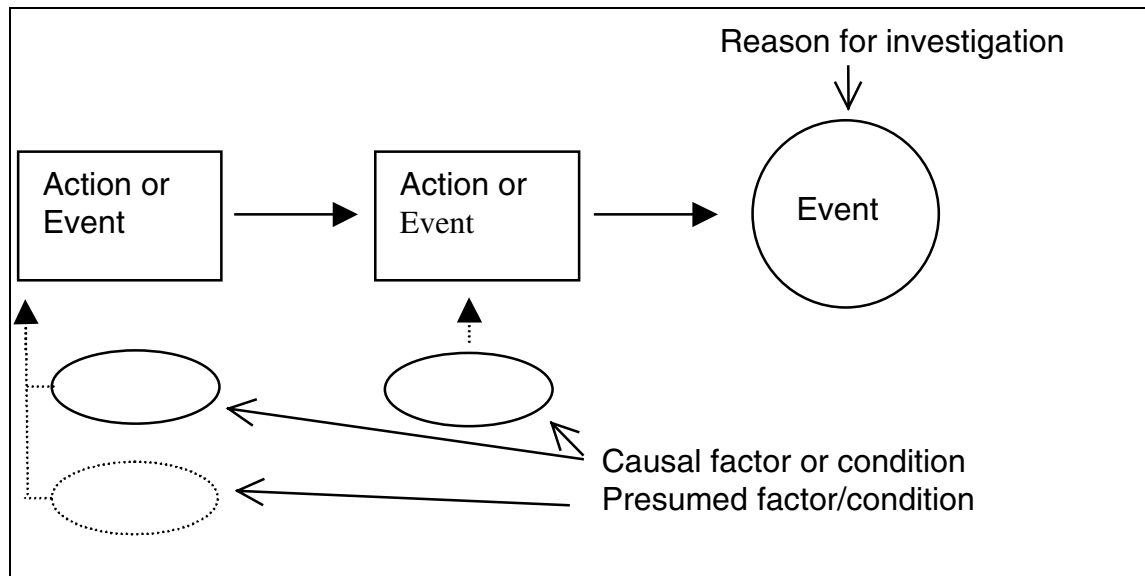 Reason for investigation
Action or
Event
Action or
Event
Event
Causal factor or condition
Presumed factor/condition